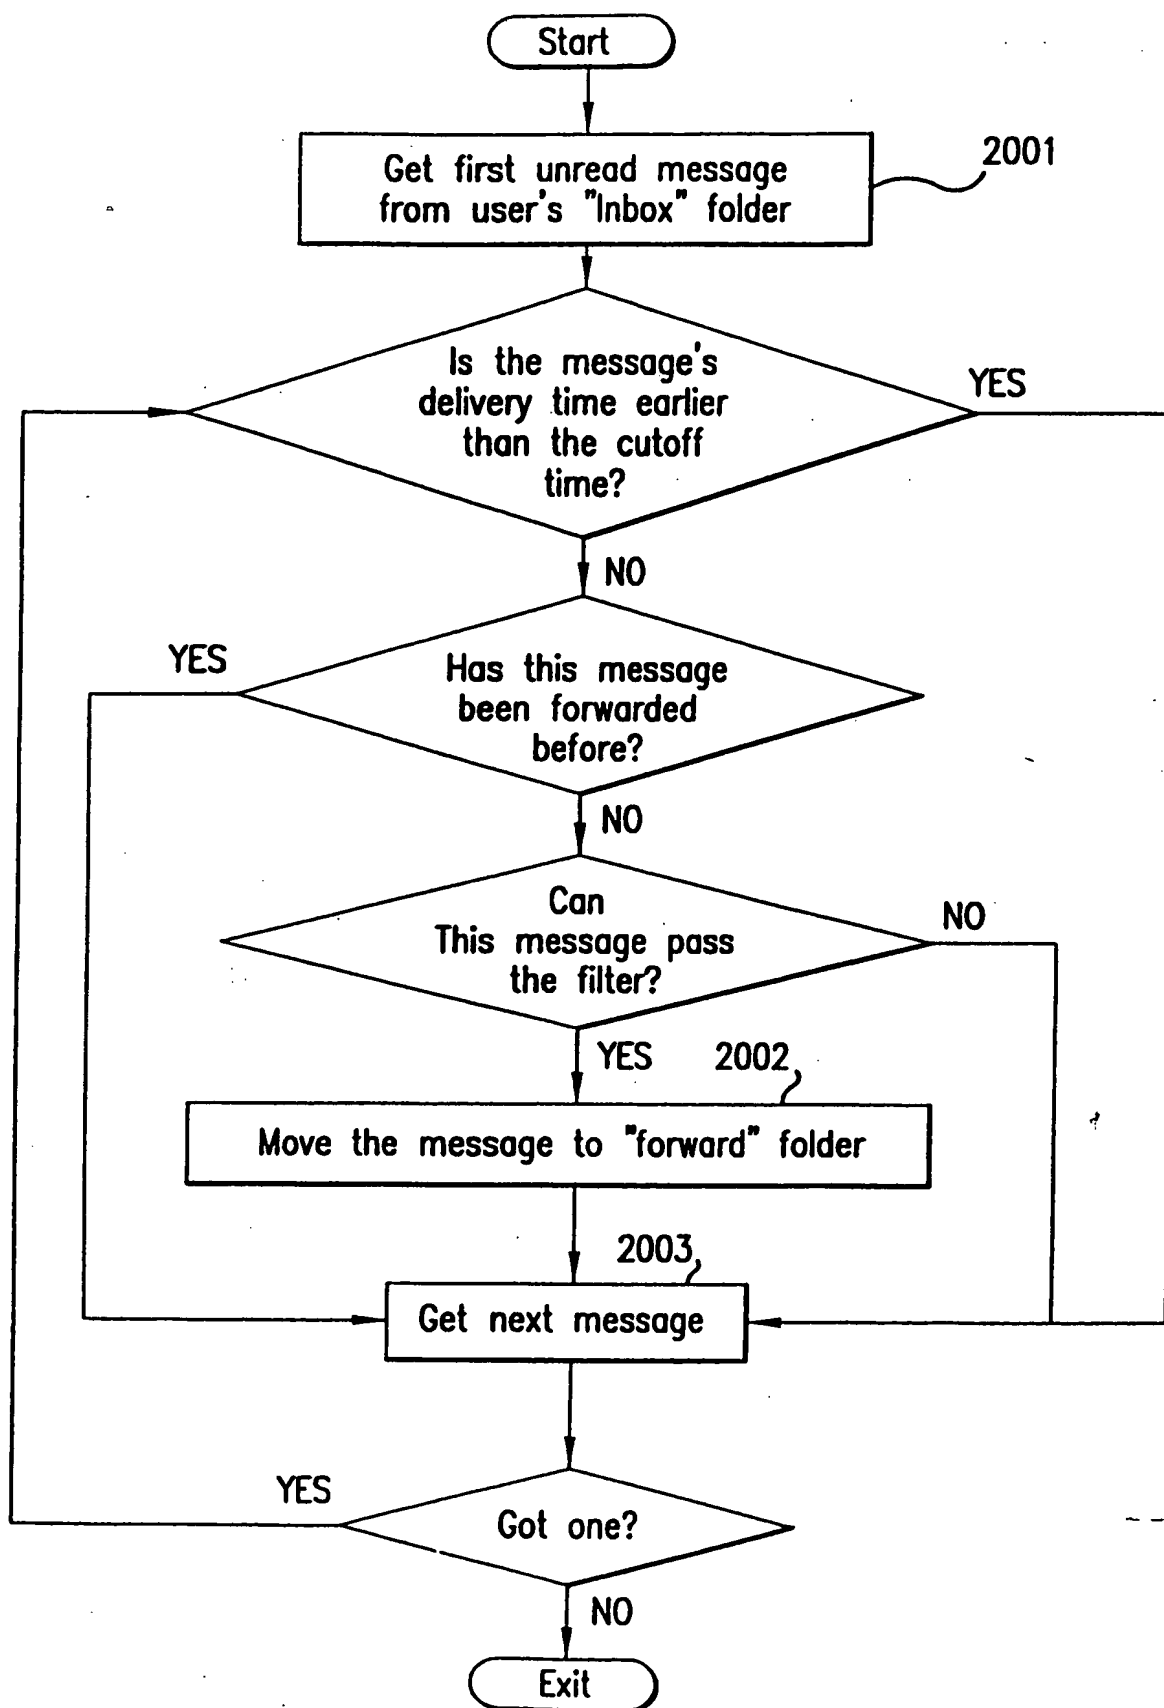 Start
2001
Get first unread message
from user's "Inbox" folder
Is the message's
delivery time earlier
than the cutoff
time?
YES
NO
YES
Has this message
been forwarded
before?
NO
Can
This message pass
the filter?
NO
YES
2002
Move the message to "forward" folder
2003
Get next message
YES
Got one?
NO
Exit